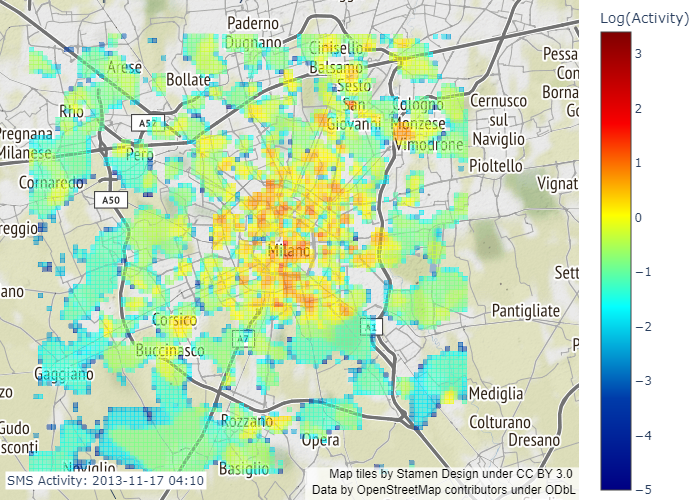 Log(Activity)
3
2
1
0
−1
−2
−3
−4
−5
Paderno
Dugnano
Cinisello
Balsamo
Arese
Bollate
Sesto
San
Giovanni
Cologno
Monzese
Vimodrone
Cernusco
sul
Naviglio
Pessa
Con
Borna
Go
Rho
A52
Pregnana
Milanese
Pero
Pioltello
Cornaredo
A50
Vignat
reggio
Milano
Sett
ano
Pantigliate
Corsico
A1
A7
Buccinasco
P
Gaggiano
zo
Mediglia
Rozzano
Colturano
Gudo
sconti
Opera
Dresano
Noviglio
Basiglio
SMS Activity: 2013-11-17 04:10
Map tiles by Stamen Design under CC BY 3.0
Data by OpenStreetMap contributors under ODbL